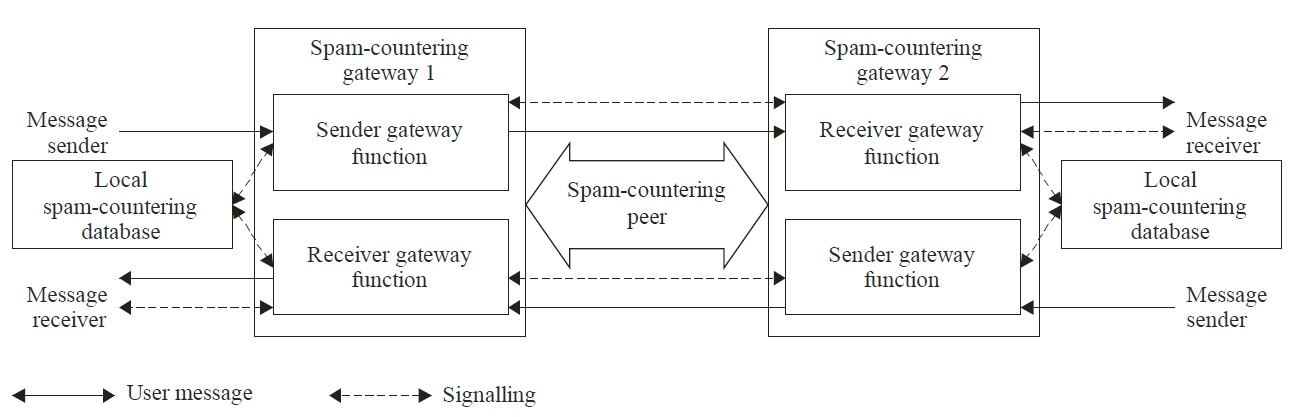 Spam-countering
gateway 1
Spam-countering
gateway 2
Message
sender
Sender gateway
function
Receiver gateway
function
Message
receiver
Local
spam-countering
database
Spam-countering
peer
Local
spam-countering
database
Receiver gateway
function
Sender gateway
function
Message
receiver
Message
sender
User message
Signalling